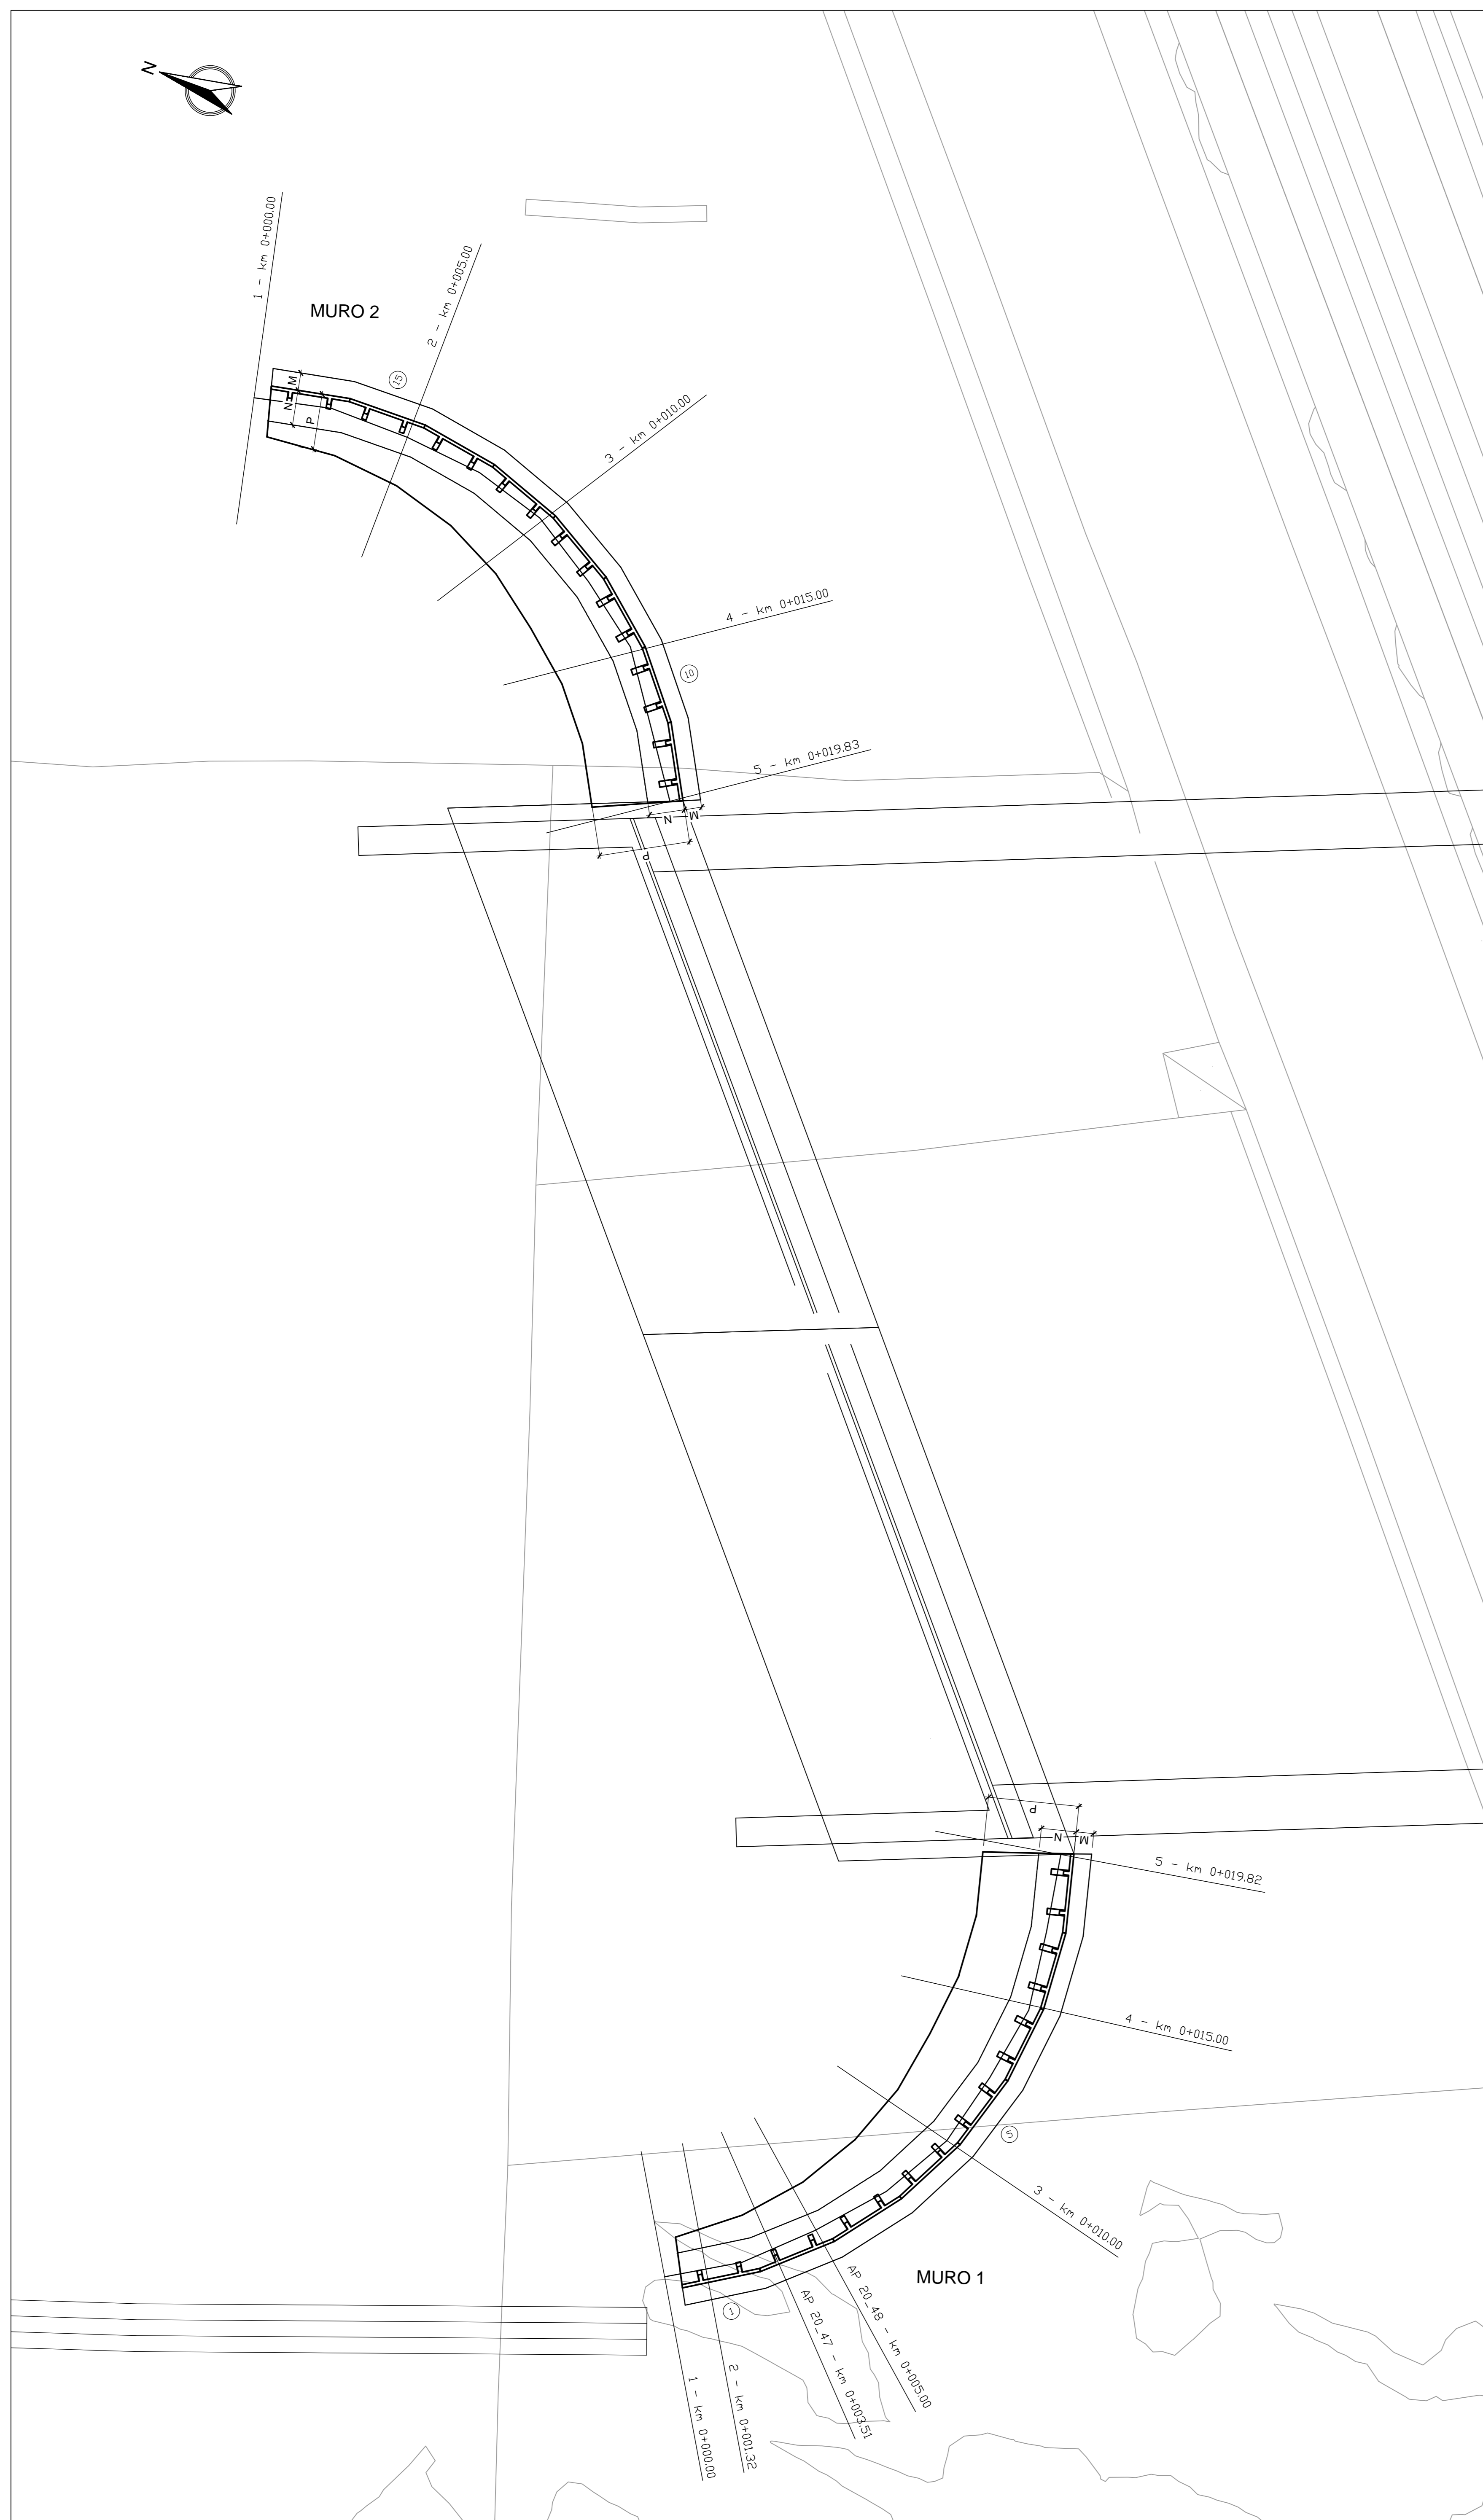 N
1 - km 0+000.00
2 - km 0+005.00
MURO 2
15
M
N
P
3 - km 0+010.00
4 - km 0+015.00
10
5 - km 0+019.83
N
M
P
P
N
M
5 - km 0+019.82
4 - km 0+015.00
5
3 - km 0+010.00
MURO 1
1
AP 20-48 - km 0+005.00
AP 20-47 - km 0+003.51
2 - km 0+001.32
1 - km 0+000.00